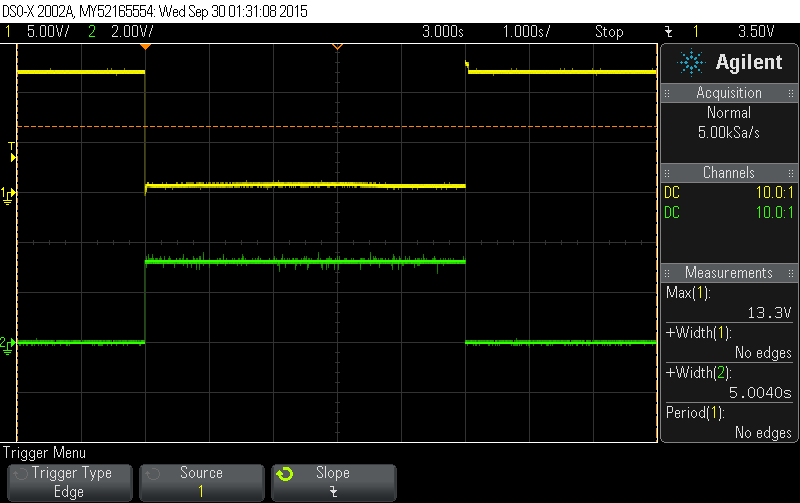 DSO-X 2002A, MY52165554: Wed Sep 30 01:31:08 2015
1 5.00V/ 2 2.00V/ 3.000s 1.000s/ Stop 1 3.50V
Agilent
Acquisition
Normal
5.00kSa/s
Channels
DC 10.0:1
DC 10.0:1
Measurements
Max(1):
13.3V
+Width(1):
No edges
+Width(2):
5.0040s
Period(1):
No edges
T
1
2
Trigger Menu
Trigger Type
Edge
Source
1
Slope